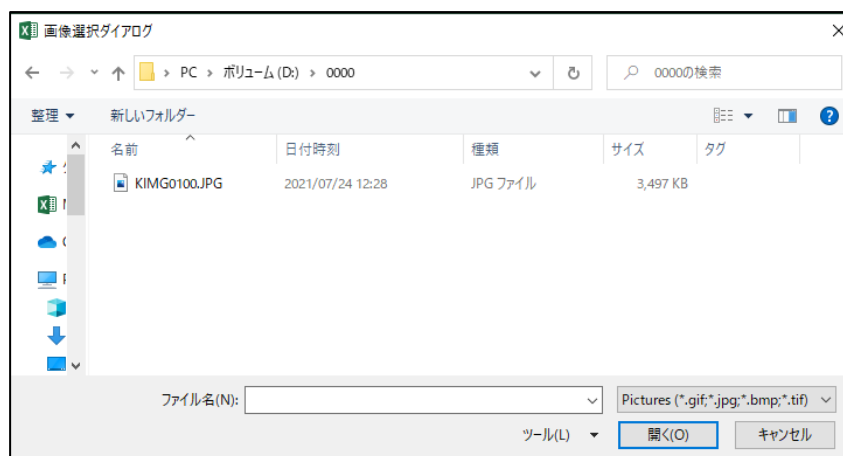 画像選択ダイアログ
PC › ボリューム (D:) › 0000
0000の検索
整理
新しいフォルダー
名前 日付時刻 種類 サイズ タグ
KIMG0100.JPG 2021/07/24 12:28 JPG ファイル 3,497 KB
ファイル名(N):
Pictures (*.gif;*.jpg;*.bmp;*.tif)
ツール(L) 開く(O) キャンセル